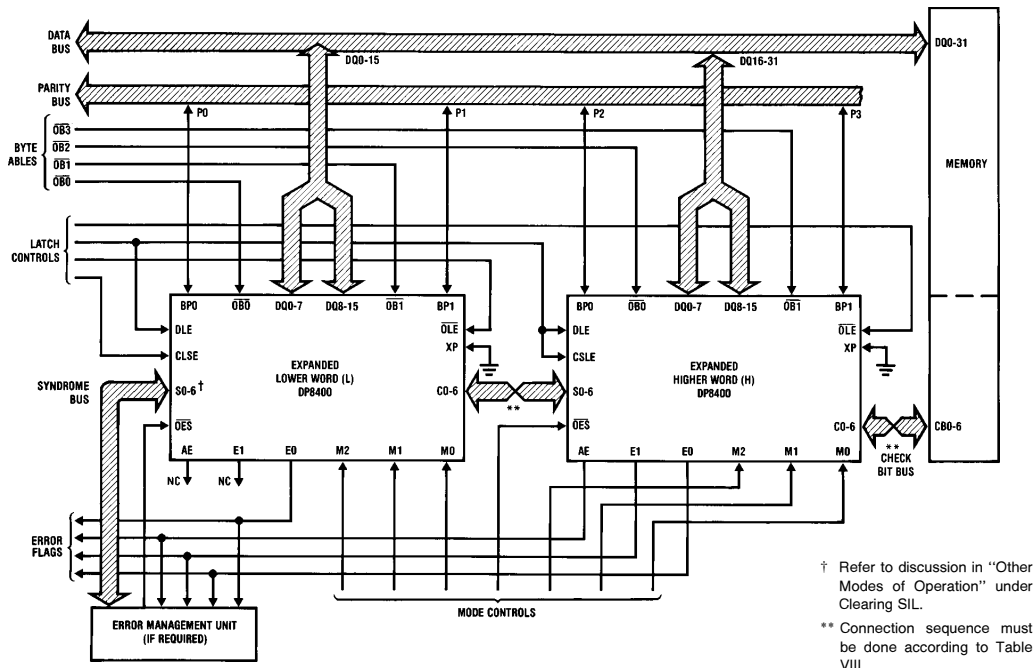 DATA
BUS
DQ0-15
DQ16-31
DQ0-31
PARITY
BUS
P0
P1
P2
P3
BYTE
ABLES
OB3
OB2
OB1
OB0
MEMORY
LATCH
CONTROLS
BP0
OB0
DQ0-7
DQ8-15
OB1
BP1
DLE
OLE
CLSE
XP
EXPANDED
LOWER WORD (L)
DP8400
S0-6†
C0-6
OES
AE
E1
E0
M2
M1
M0
NC
NC
**
BP0
OB0
DQ0-7
DQ8-15
OB1
BP1
DLE
OLE
CSLE
XP
EXPANDED
HIGHER WORD (H)
DP8400
S0-6
C0-6
OES
AE
E1
E0
M2
M1
M0
CB0-6
**
CHECK
BIT BUS
SYNDROME
BUS
ERROR
FLAGS
ERROR MANAGEMENT UNIT
(IF REQUIRED)
MODE CONTROLS
† Refer to discussion in "Other
Modes of Operation" under
Clearing SIL.
** Connection sequence must
be done according to Table
VIII.